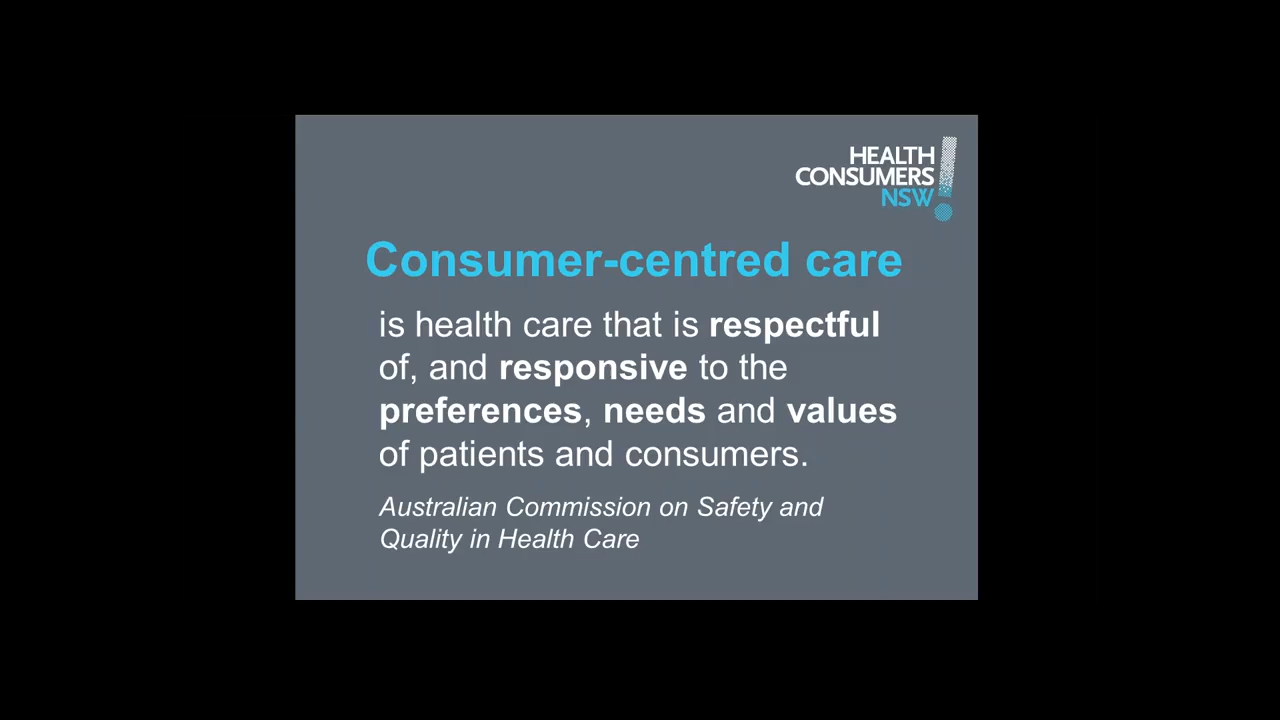 HEALTH
CONSUMERS
NSW
Consumer-centred care
is health care that is respectful
of, and responsive to the
preferences, needs and values
of patients and consumers.
Australian Commission on Safety and
Quality in Health Care